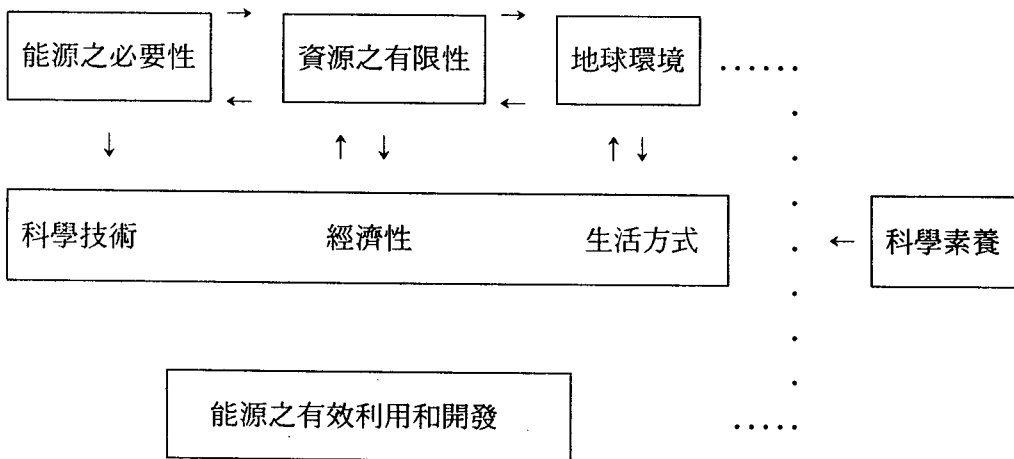 能源之必要性 資源之有限性 地球環境
科學技術 經濟性 生活方式 科學素養
能源之有效利用和開發